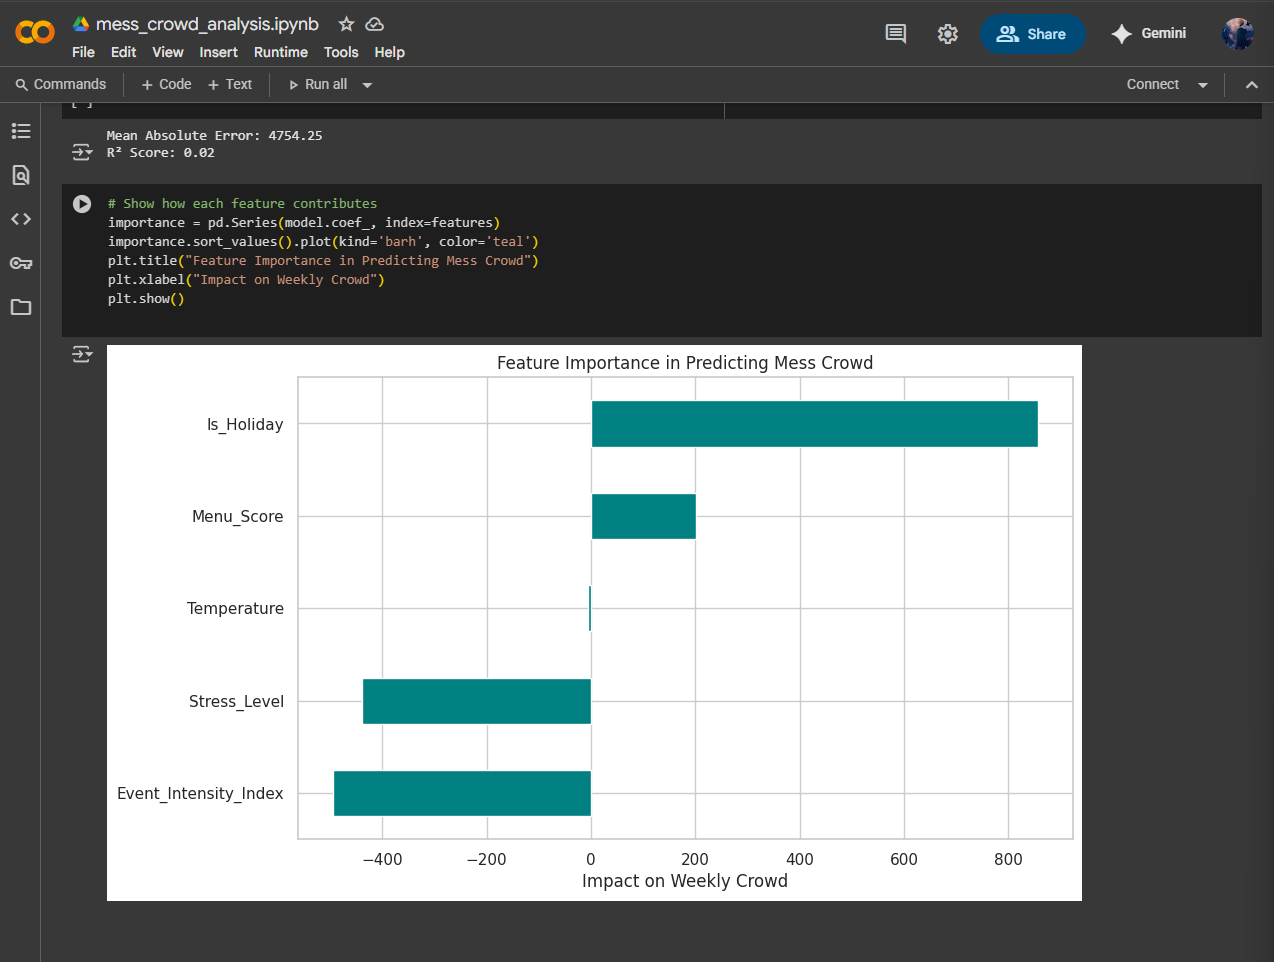 mess_crowd_analysis.ipynb
File Edit View Insert Runtime Tools Help
Share
Gemini
Commands
+ Code
+ Text
Run all
Connect
[ ]
Mean Absolute Error: 4754.25
R² Score: 0.02
# Show how each feature contributes
importance = pd.Series(model.coef_, index=features)
importance.sort_values().plot(kind='barh', color='teal')
plt.title("Feature Importance in Predicting Mess Crowd")
plt.xlabel("Impact on Weekly Crowd")
plt.show()
Feature Importance in Predicting Mess Crowd
Is_Holiday
Menu_Score
Temperature
Stress_Level
Event_Intensity_Index
−400 −200 0 200 400 600 800
Impact on Weekly Crowd